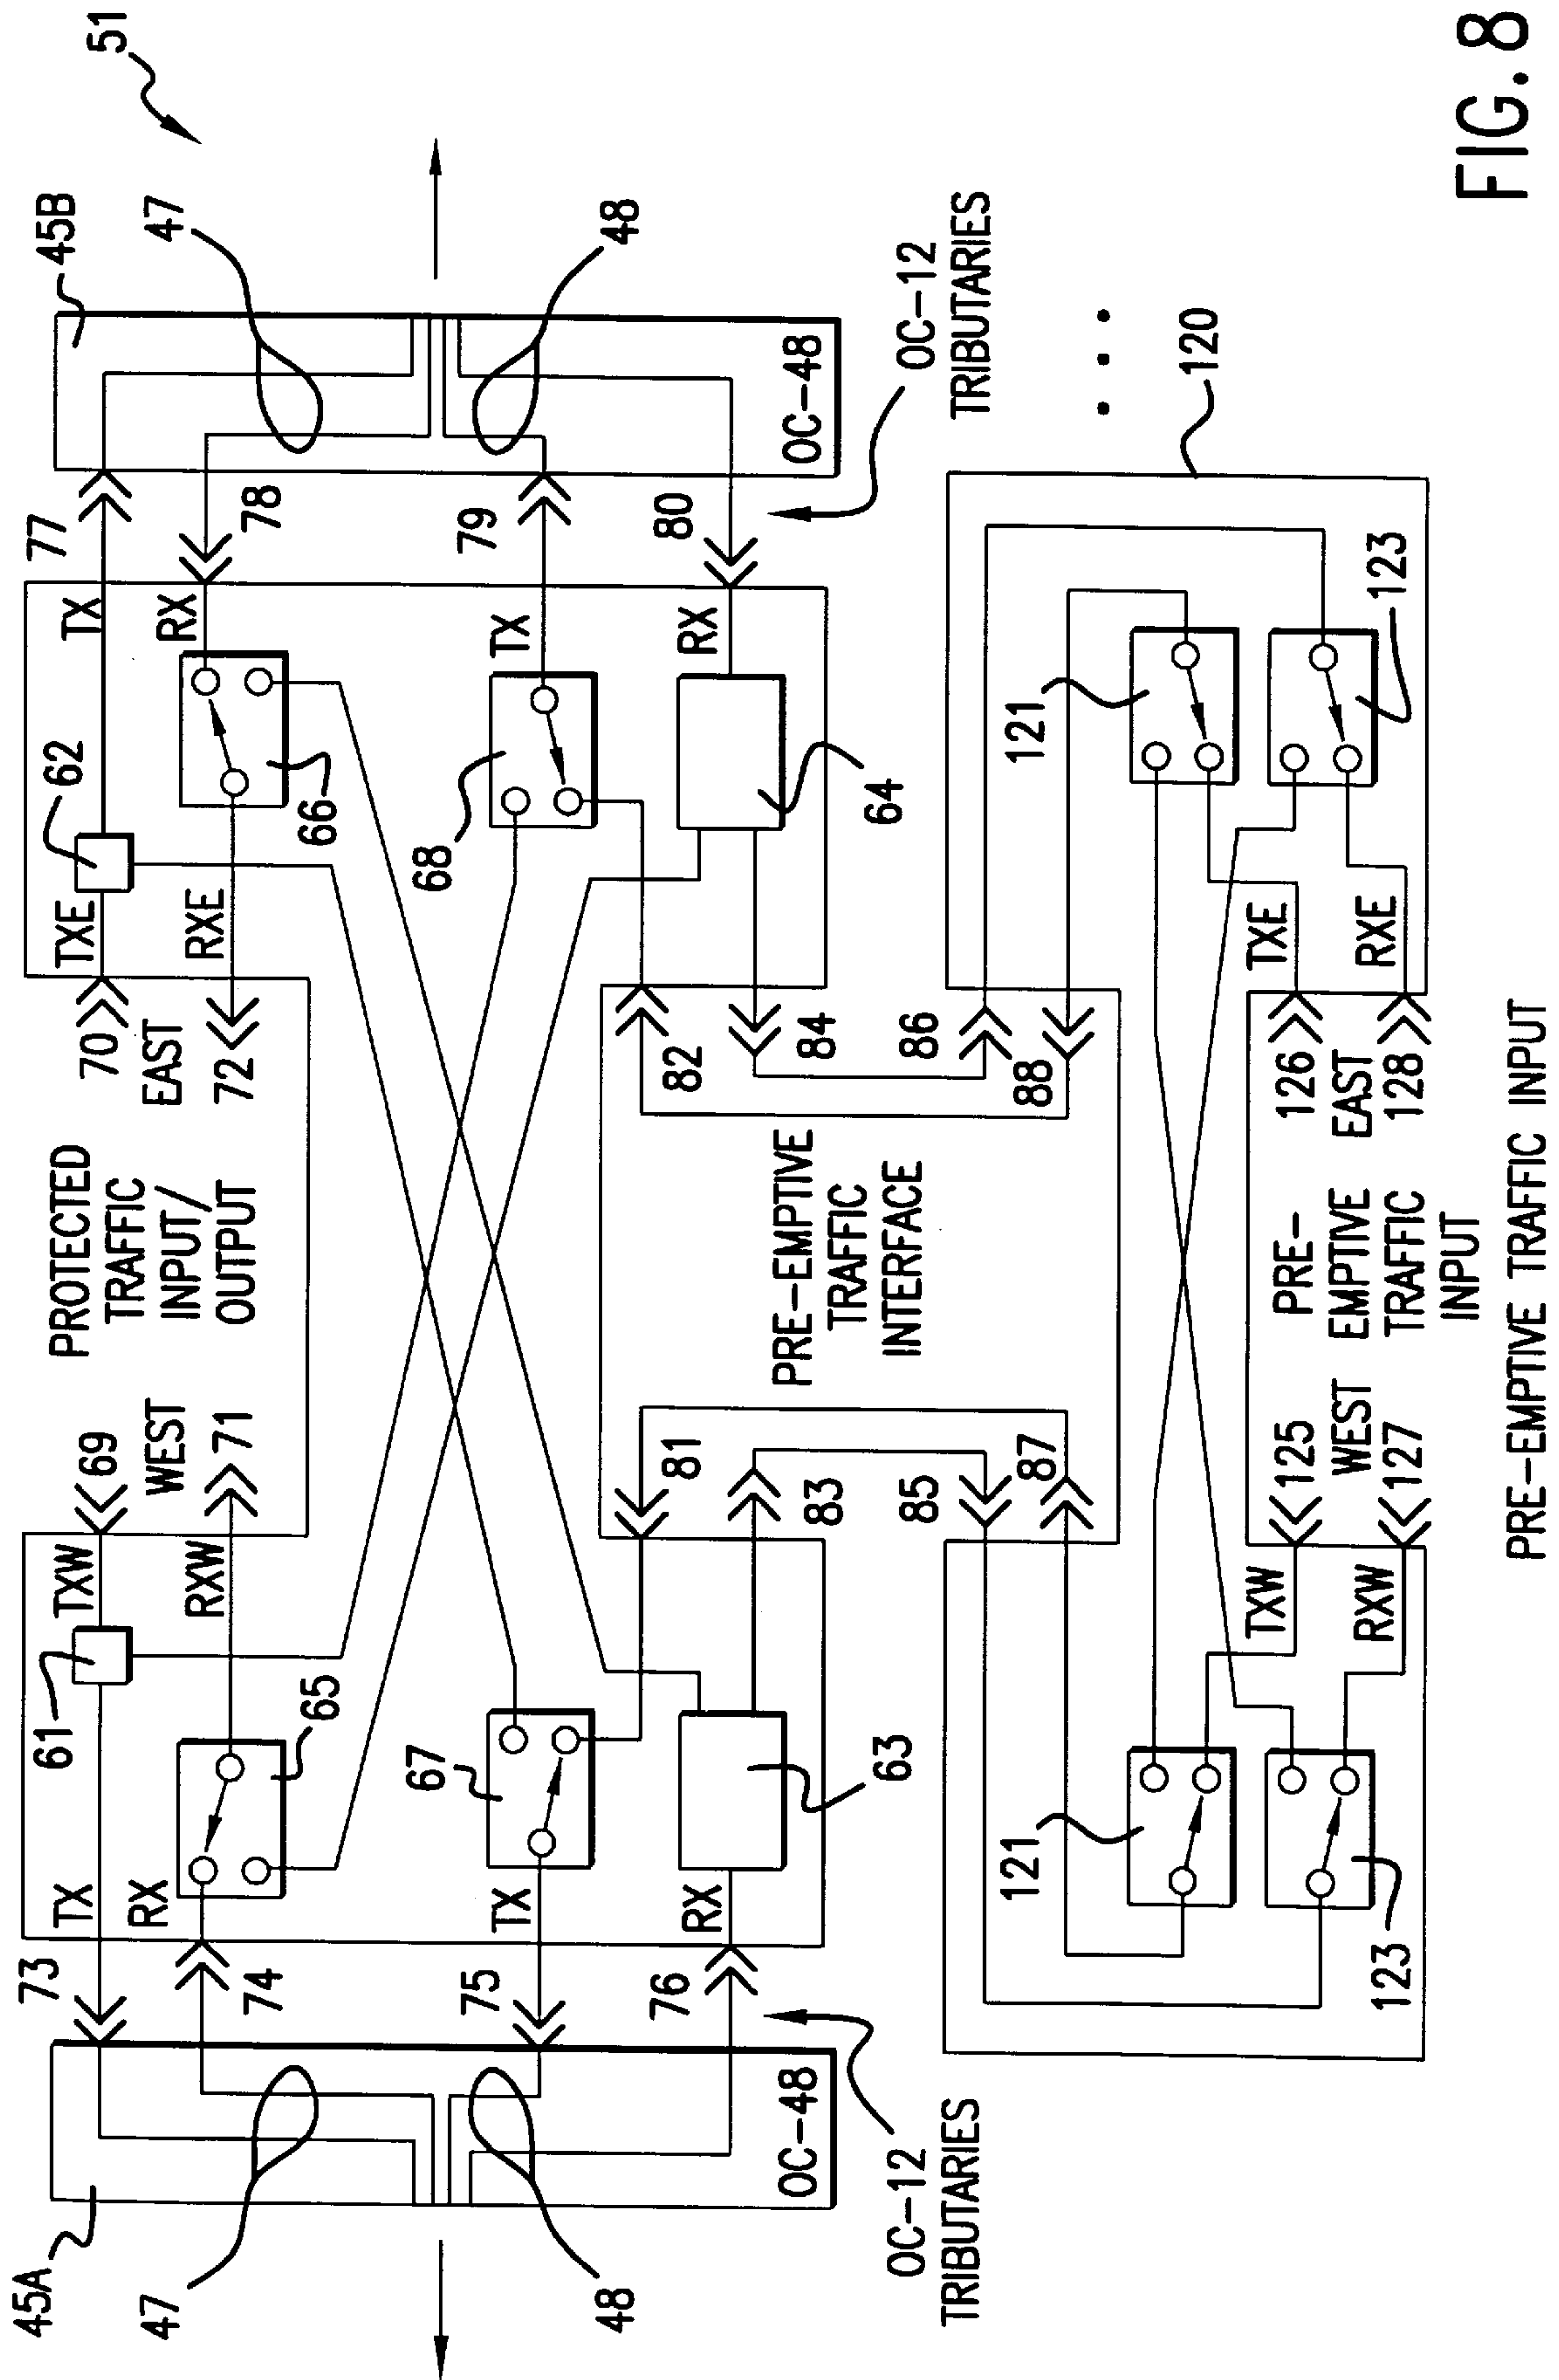 51
45A
47
48
OC-48
OC-12
TRIBUTARIES
73
74
75
76
TX
RX
TX
RX
61
65
67
63
TXW
RXW
69
WEST
71
PROTECTED
TRAFFIC
INPUT/
OUTPUT
70
EAST
72
TXE
RXE
62
66
68
64
TX
RX
TX
RX
77
78
79
80
45B
47
48
OC-48
OC-12
TRIBUTARIES
81
83
85
87
PRE-EMPTIVE
TRAFFIC
INTERFACE
82
84
86
88
120
121
123
TXW
RXW
125
WEST
127
PRE-
EMPTIVE
TRAFFIC
INPUT
126
EAST
128
TXE
RXE
121
123
PRE-EMPTIVE TRAFFIC INPUT
FIG. 8